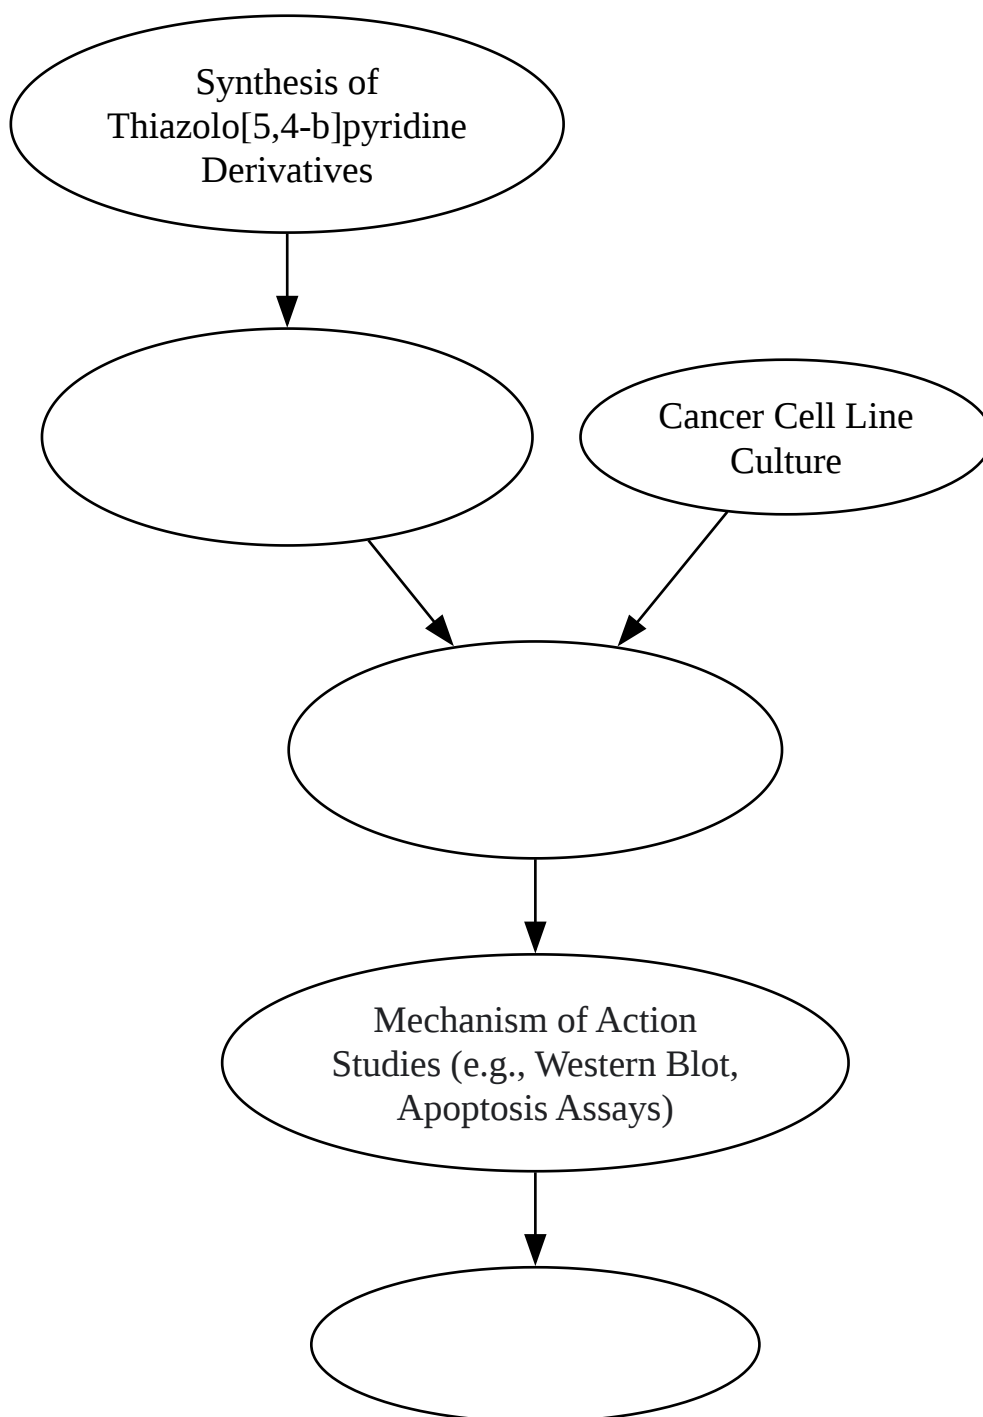 Synthesis of
Thiazolo[5,4-b]pyridine
Derivatives
Cancer Cell Line
Culture
Mechanism of Action
Studies (e.g., Western Blot,
Apoptosis Assays)